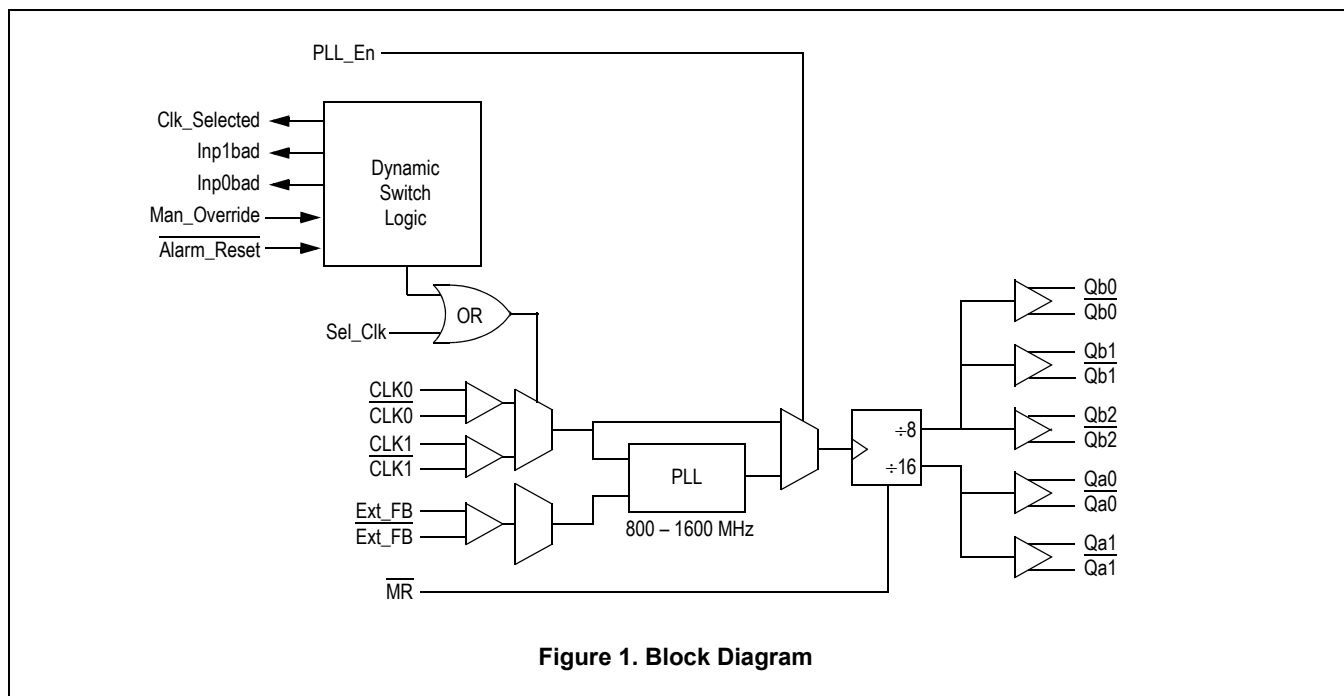 PLL_En
Clk_Selected
Inp1bad
Inp0bad
Man_Override
Alarm_Reset
Dynamic
Switch
Logic
OR
Sel_Clk
CLK0
CLK0
CLK1
CLK1
Ext_FB
Ext_FB
MR
PLL
800 – 1600 MHz
÷8
÷16
Qb0
Qb0
Qb1
Qb1
Qb2
Qb2
Qa0
Qa0
Qa1
Qa1
Figure 1. Block Diagram